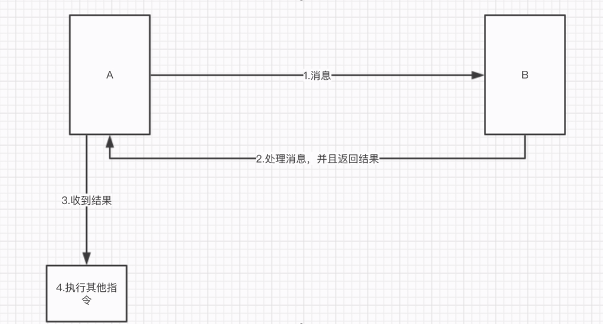 A
B
1.消息
2.处理消息，并且返回结果
3.收到结果
4.执行其他指
令